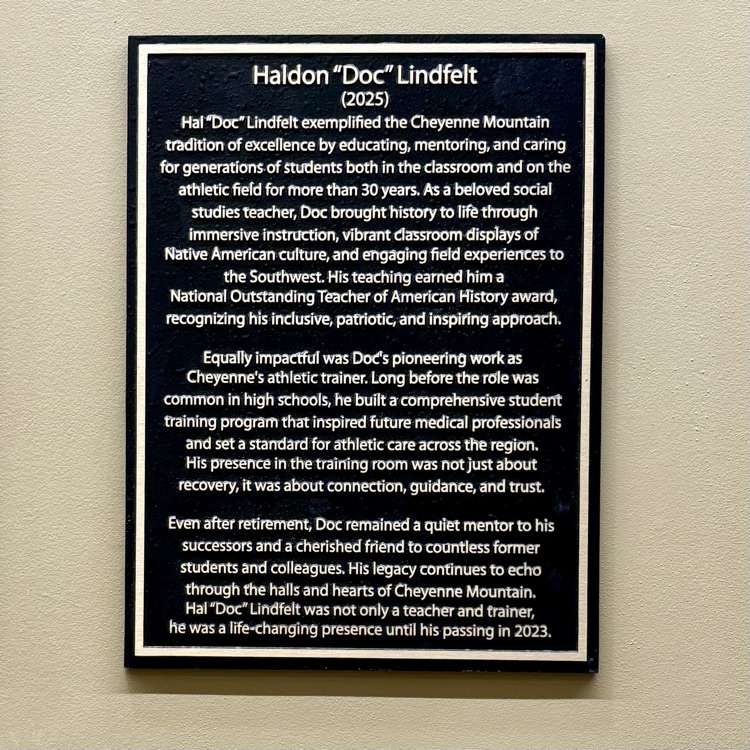 Haldon "Doc" Lindfelt
(2025)
Hal "Doc" Lindfelt exemplified the Cheyenne Mountain
tradition of excellence by educating, mentoring, and caring
for generations of students both in the classroom and on the
athletic field for more than 30 years. As a beloved social
studies teacher, Doc brought history to life through
immersive instruction, vibrant classroom displays of
Native American culture, and engaging field experiences to
the Southwest. His teaching earned him a
National Outstanding Teacher of American History award,
recognizing his inclusive, patriotic, and inspiring approach.
Equally impactful was Doc's pioneering work as
Cheyenne's athletic trainer. Long before the role was
common in high schools, he built a comprehensive student
training program that inspired future medical professionals
and set a standard for athletic care across the region.
His presence in the training room was not just about
recovery, it was about connection, guidance, and trust.
Even after retirement, Doc remained a quiet mentor to his
successors and a cherished friend to countless former
students and colleagues. His legacy continues to echo
through the halls and hearts of Cheyenne Mountain.
Hal "Doc" Lindfelt was not only a teacher and trainer,
he was a life-changing presence until his passing in 2023.